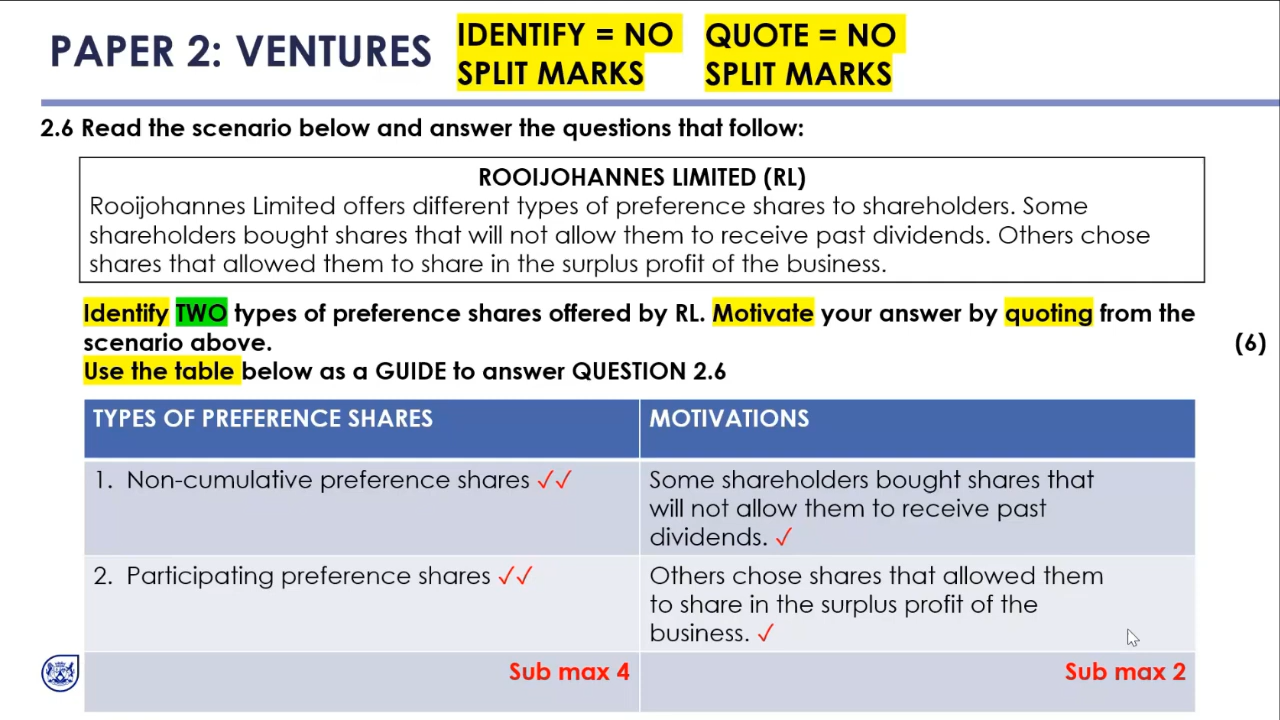 PAPER 2: VENTURES
IDENTIFY = NO
SPLIT MARKS
QUOTE = NO
SPLIT MARKS
2.6 Read the scenario below and answer the questions that follow:
ROOIJOHANNES LIMITED (RL)
Rooijohannes Limited offers different types of preference shares to shareholders. Some
shareholders bought shares that will not allow them to receive past dividends. Others chose
shares that allowed them to share in the surplus profit of the business.
Identify TWO types of preference shares offered by RL. Motivate your answer by quoting from the
scenario above.
(6)
Use the table below as a GUIDE to answer QUESTION 2.6
TYPES OF PREFERENCE SHARES
MOTIVATIONS
1. Non-cumulative preference shares ✓✓
Some shareholders bought shares that
will not allow them to receive past
dividends. ✓
2. Participating preference shares ✓✓
Others chose shares that allowed them
to share in the surplus profit of the
business. ✓
Sub max 4
Sub max 2